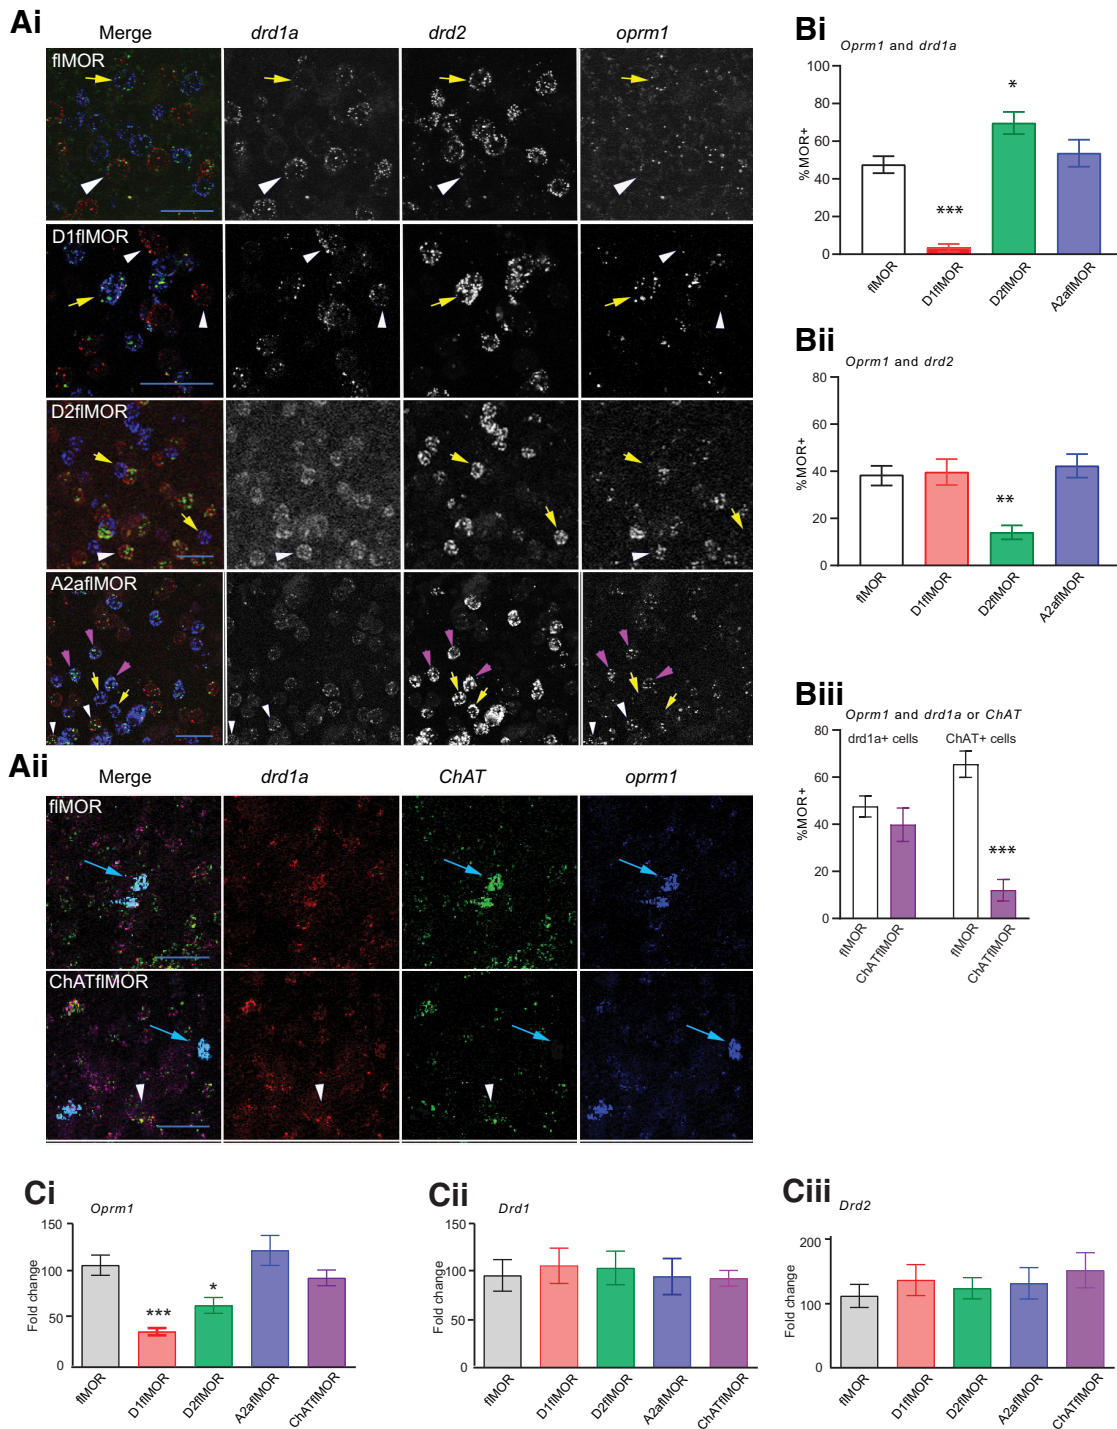 Ai
Merge drd1a drd2 oprm1
flMOR
D1flMOR
D2flMOR
A2aflMOR
Aii
Merge drd1a ChAT oprm1
flMOR
ChATflMOR
Bi
Oprm1 and drd1a
%MOR+
100
80
60
40
20
0
*
***
flMOR D1flMOR D2flMOR A2aflMOR
Bii
Oprm1 and drd2
%MOR+
80
60
40
20
0
**
flMOR D1flMOR D2flMOR A2aflMOR
Biii
Oprm1 and drd1a or ChAT
drd1a+ cells ChAT+ cells
%MOR+
80
60
40
20
0
***
flMOR ChATflMOR flMOR ChATflMOR
Ci
Oprm1
Fold change
150
100
50
0
***
*
flMOR D1flMOR D2flMOR A2aflMOR ChATflMOR
Cii
Drd1
Fold change
150
100
50
0
flMOR D1flMOR D2flMOR A2aflMOR ChATflMOR
Ciii
Drd2
Fold change
200
100
0
flMOR D1flMOR D2flMOR A2aflMOR ChATflMOR